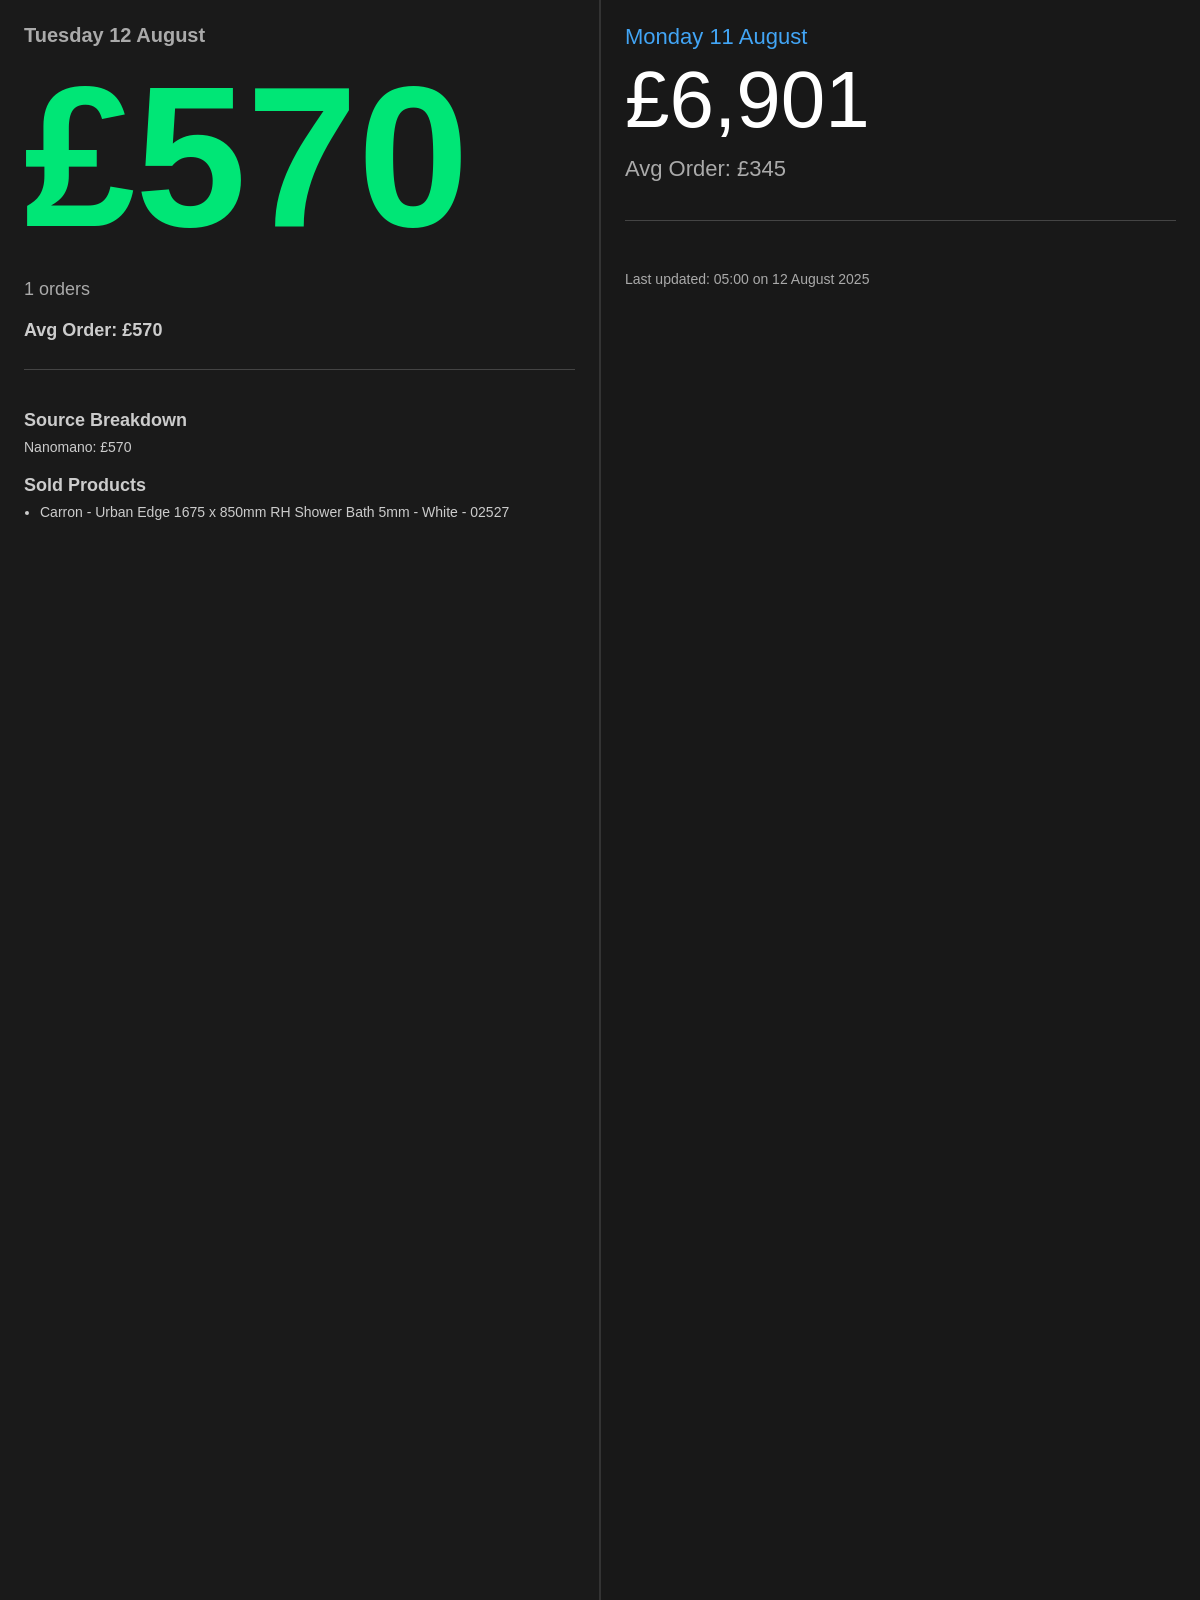 Tuesday 12 August
£570
1 orders
Avg Order: £570
Source Breakdown
Nanomano: £570
Sold Products
• Carron - Urban Edge 1675 x 850mm RH Shower Bath 5mm - White - 02527
Monday 11 August
£6,901
Avg Order: £345
Last updated: 05:00 on 12 August 2025